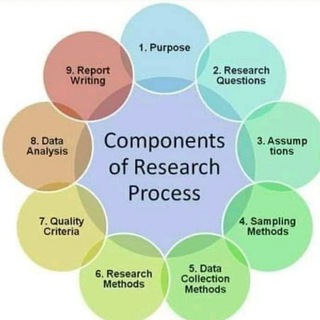 Components
of Research
Process
1. Purpose
2. Research
Questions
3. Assump
tions
4. Sampling
Methods
5. Data
Collection
Methods
6. Research
Methods
7. Quality
Criteria
8. Data
Analysis
9. Report
Writing